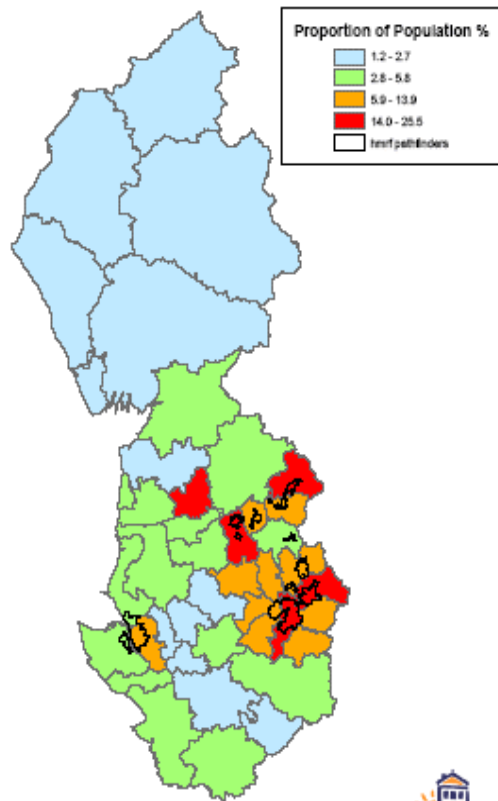 Proportion of Population %
1.2 - 2.7
2.8 - 5.8
5.9 - 13.9
14.0 - 25.5
hmrf pathfinders